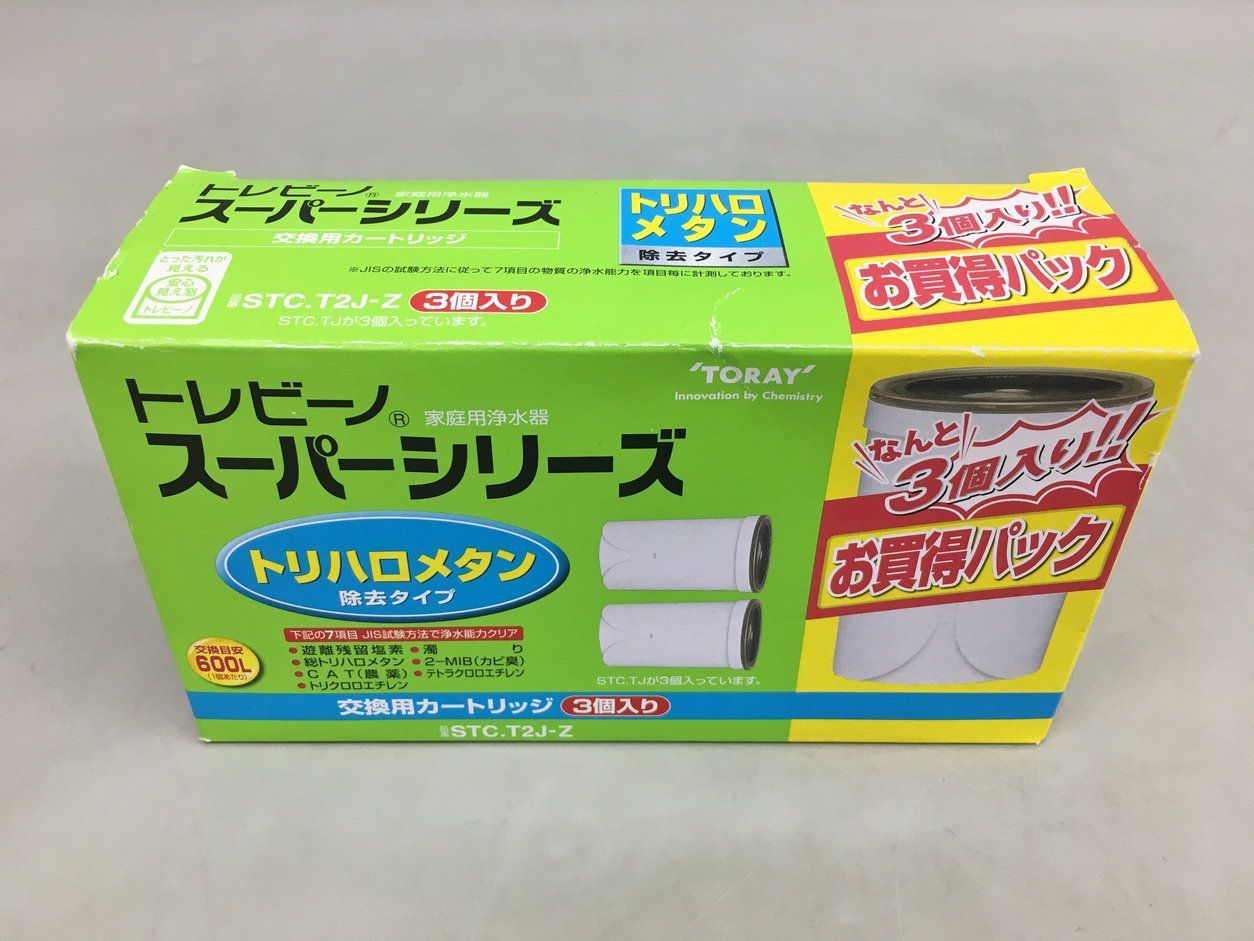 トレビーノ® 家庭用浄水器
スーパーシリーズ
交換用カートリッジ
とった汚れが
見える
安心
見え窓
トレビーノ
トリハロ
メタン
除去タイプ
※JISの試験方法に従って7項目の物質の浄水能力を項目毎に計測しております。
品番 STC.T2J-Z 3個入り
STC.TJが3個入っています。
なんと
3個入り!!
お買得パック
トレビーノ® 家庭用浄水器
スーパーシリーズ
'TORAY'
Innovation by Chemistry
トリハロメタン
除去タイプ
下記の7項目 JIS試験方法で浄水能力クリア
●遊離残留塩素 ●濁り
●総トリハロメタン ●2-MIB(カビ臭)
●CAT(農薬) ●テトラクロロエチレン
●トリクロロエチレン
交換目安
600L
(1個あたり)
STC.TJが3個入っています。
交換用カートリッジ 3個入り
品番 STC.T2J-Z
なんと
3個入り!!
お買得パック